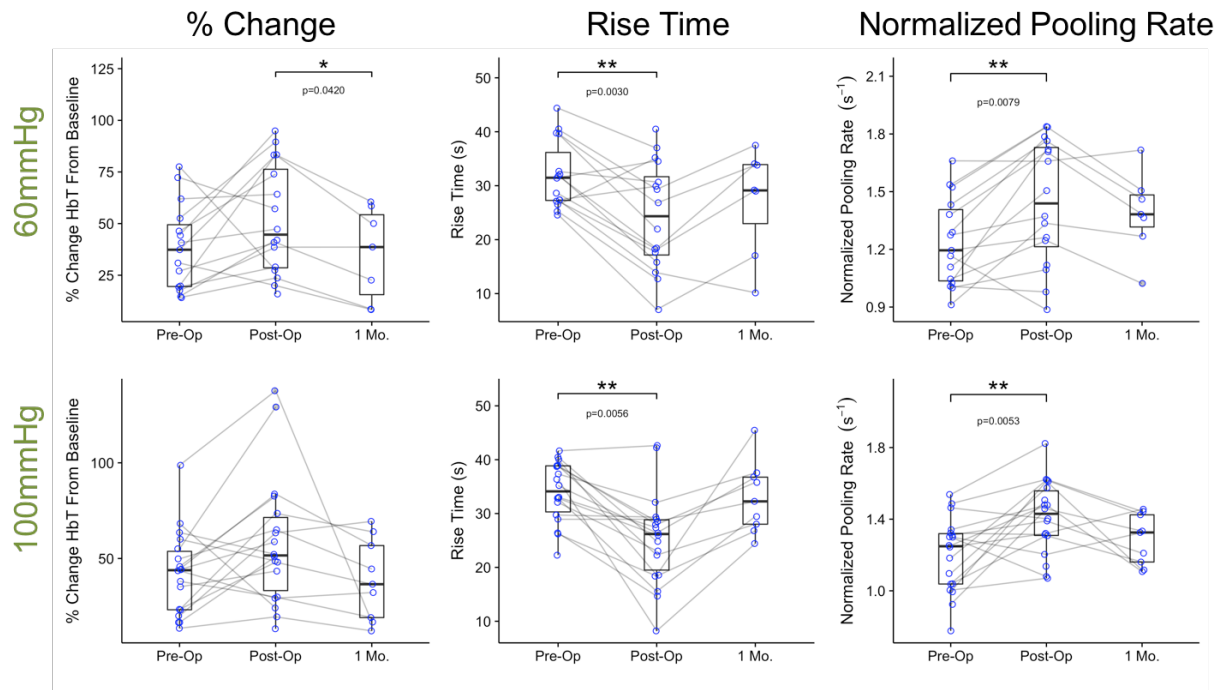 % Change
Rise Time
Normalized Pooling Rate
60mmHg
% Change HbT From Baseline
125
100
75
50
25
*
p=0.0420
Pre-Op
Post-Op
1 Mo.
Rise Time (s)
50
40
30
20
10
**
p=0.0030
Pre-Op
Post-Op
1 Mo.
Normalized Pooling Rate (s⁻¹)
2.1
1.8
1.5
1.2
0.9
**
p=0.0079
Pre-Op
Post-Op
1 Mo.
100mmHg
% Change HbT From Baseline
100
50
Pre-Op
Post-Op
1 Mo.
Rise Time (s)
50
40
30
20
10
**
p=0.0056
Pre-Op
Post-Op
1 Mo.
Normalized Pooling Rate (s⁻¹)
1.8
1.4
1.0
**
p=0.0053
Pre-Op
Post-Op
1 Mo.